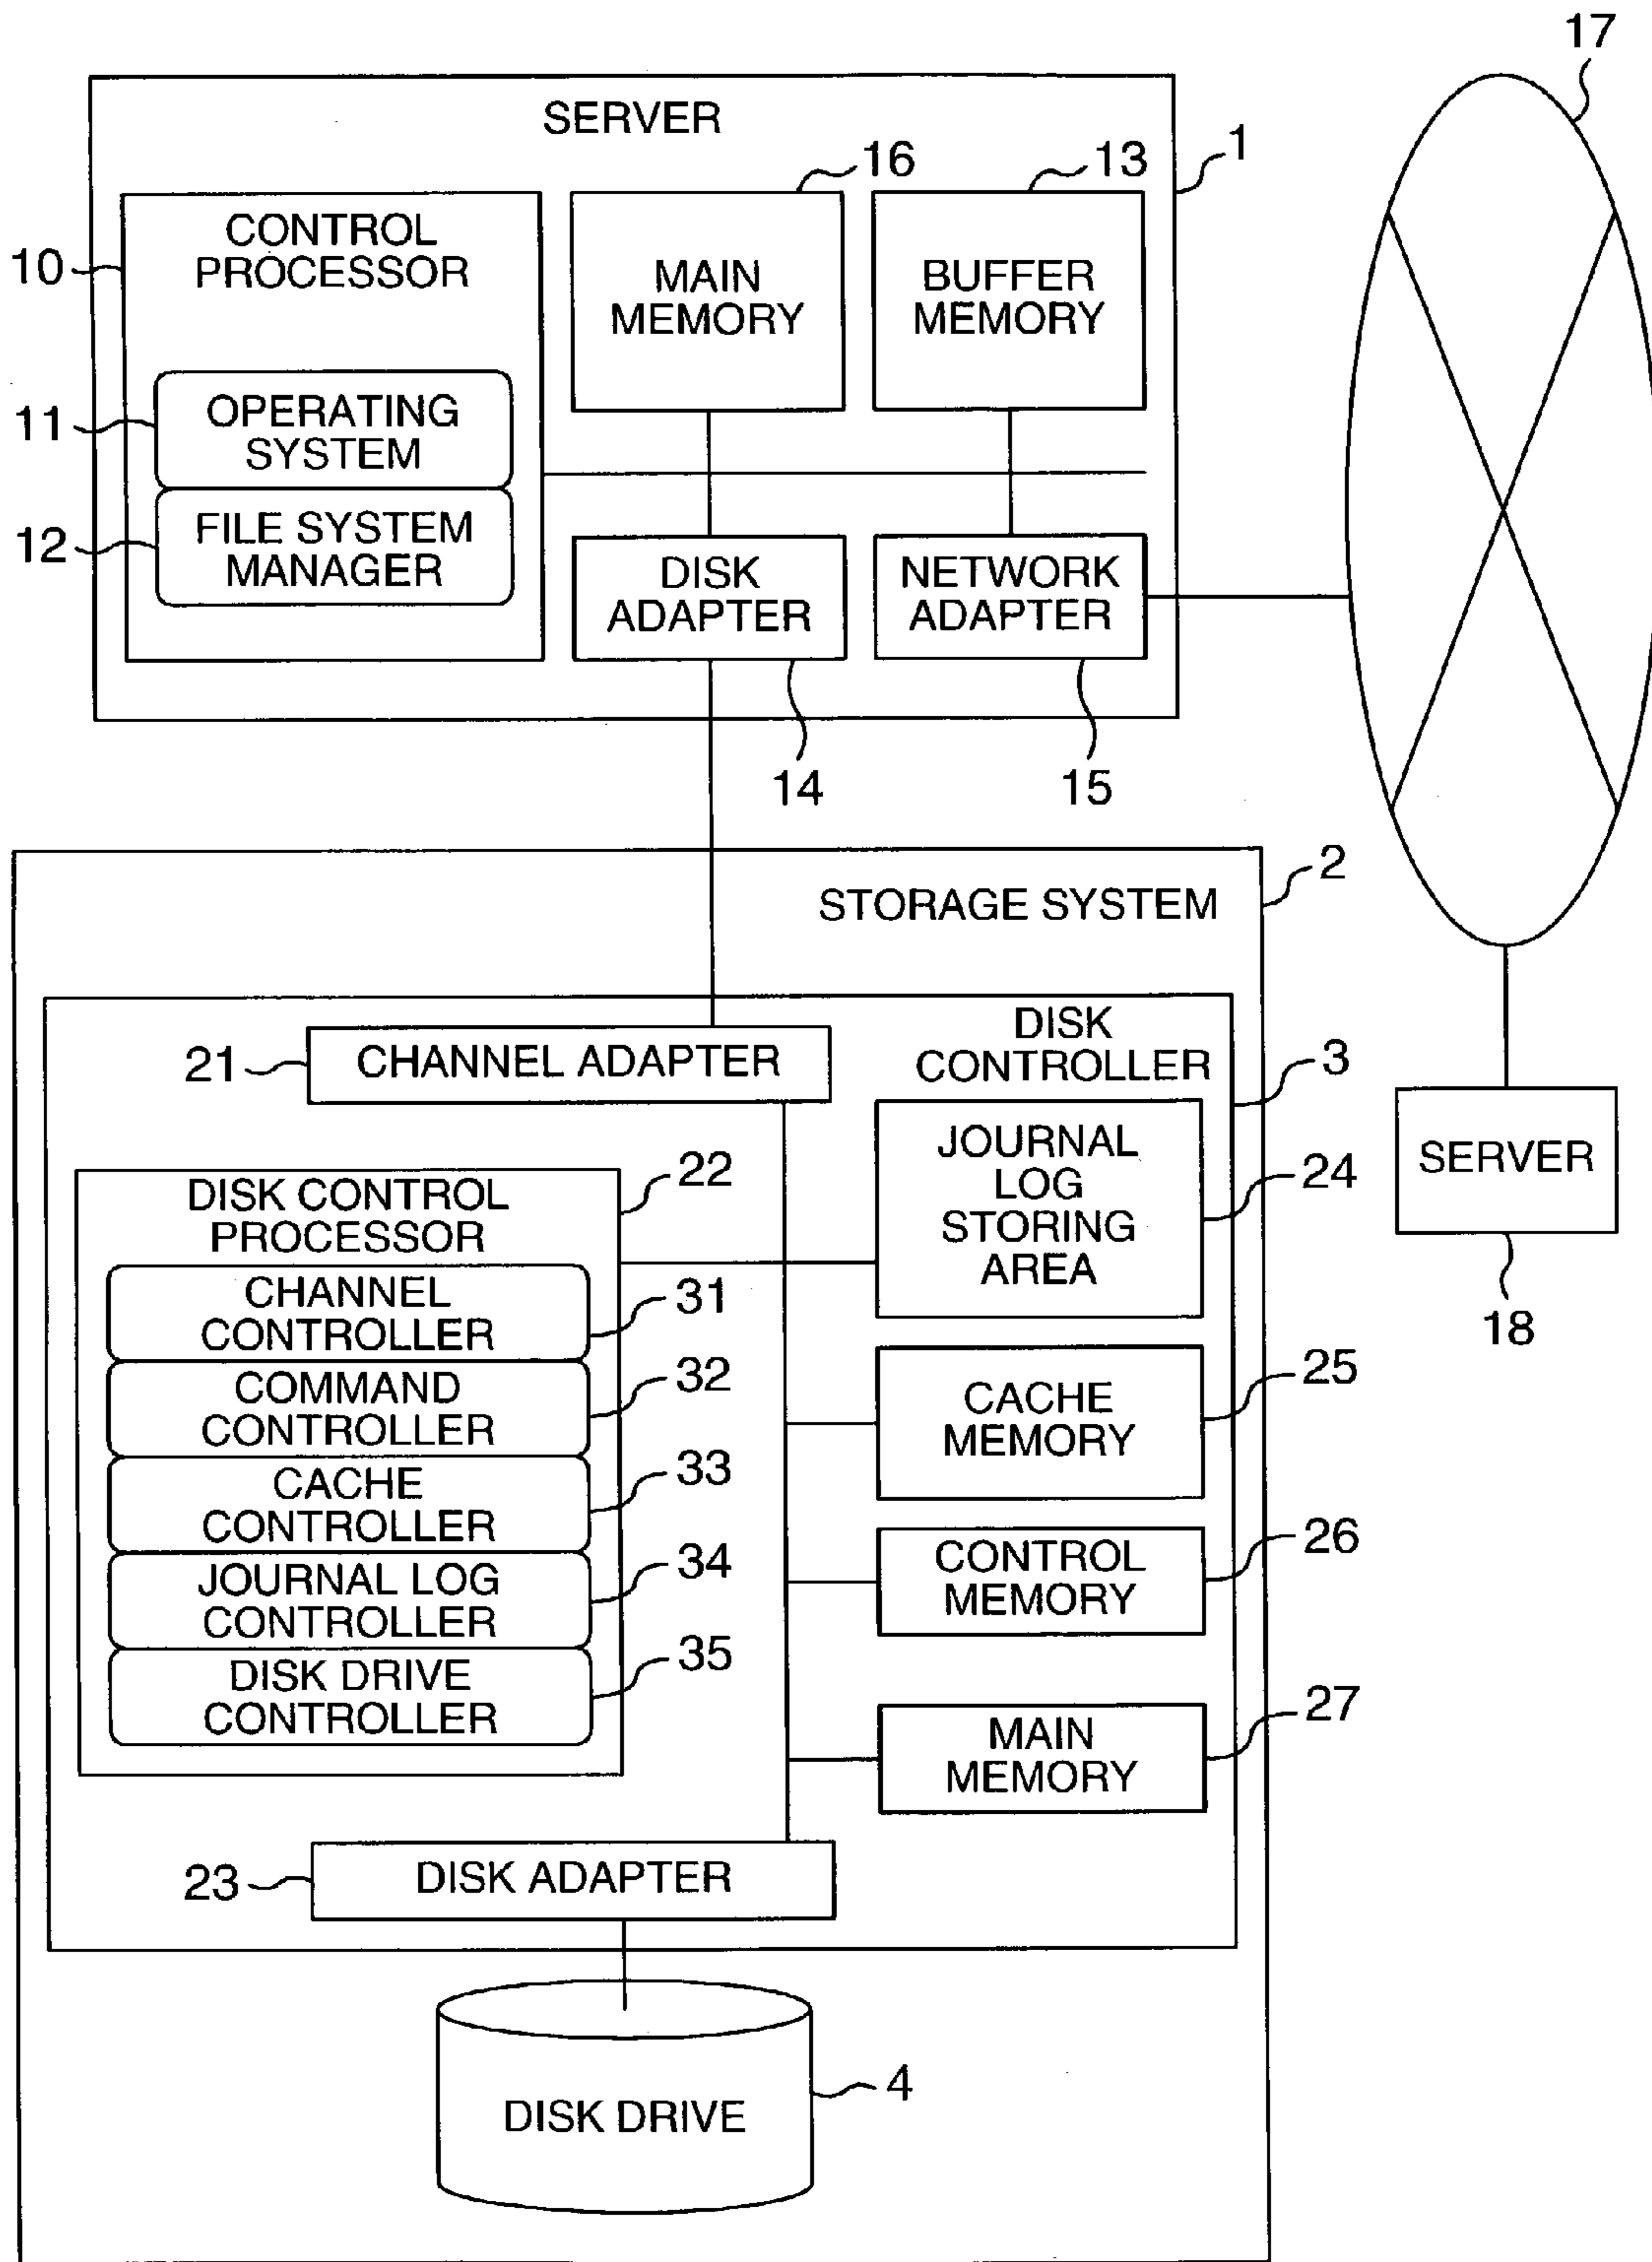 17
SERVER
1
16
13
CONTROL
PROCESSOR
10
MAIN
MEMORY
BUFFER
MEMORY
OPERATING
SYSTEM
11
FILE SYSTEM
MANAGER
12
DISK
ADAPTER
NETWORK
ADAPTER
14
15
2
STORAGE SYSTEM
DISK
CONTROLLER
3
21
CHANNEL ADAPTER
JOURNAL
LOG
STORING
AREA
24
SERVER
18
22
DISK CONTROL
PROCESSOR
CHANNEL
CONTROLLER
31
COMMAND
CONTROLLER
32
CACHE
MEMORY
25
CACHE
CONTROLLER
33
CONTROL
MEMORY
26
JOURNAL LOG
CONTROLLER
34
DISK DRIVE
CONTROLLER
35
MAIN
MEMORY
27
23
DISK ADAPTER
4
DISK DRIVE